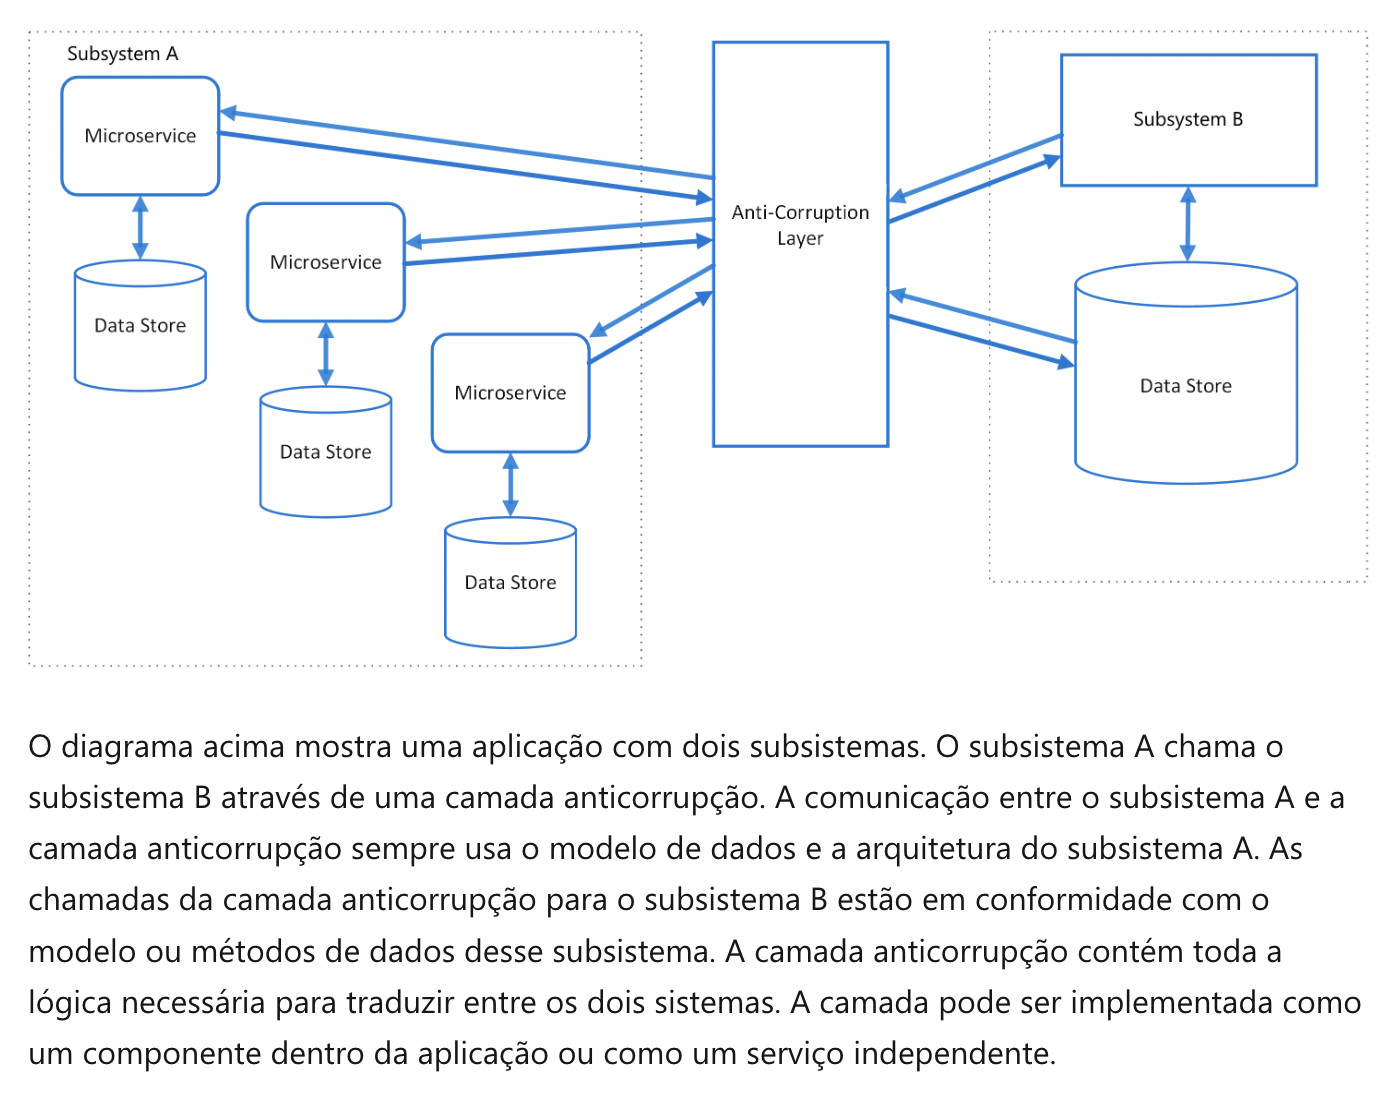 Subsystem A
Microservice
Data Store
Microservice
Data Store
Microservice
Data Store
Anti-Corruption
Layer
Subsystem B
Data Store
O diagrama acima mostra uma aplicação com dois subsistemas. O subsistema A chama o
subsistema B através de uma camada anticorrupção. A comunicação entre o subsistema A e a
camada anticorrupção sempre usa o modelo de dados e a arquitetura do subsistema A. As
chamadas da camada anticorrupção para o subsistema B estão em conformidade com o
modelo ou métodos de dados desse subsistema. A camada anticorrupção contém toda a
lógica necessária para traduzir entre os dois sistemas. A camada pode ser implementada como
um componente dentro da aplicação ou como um serviço independente.